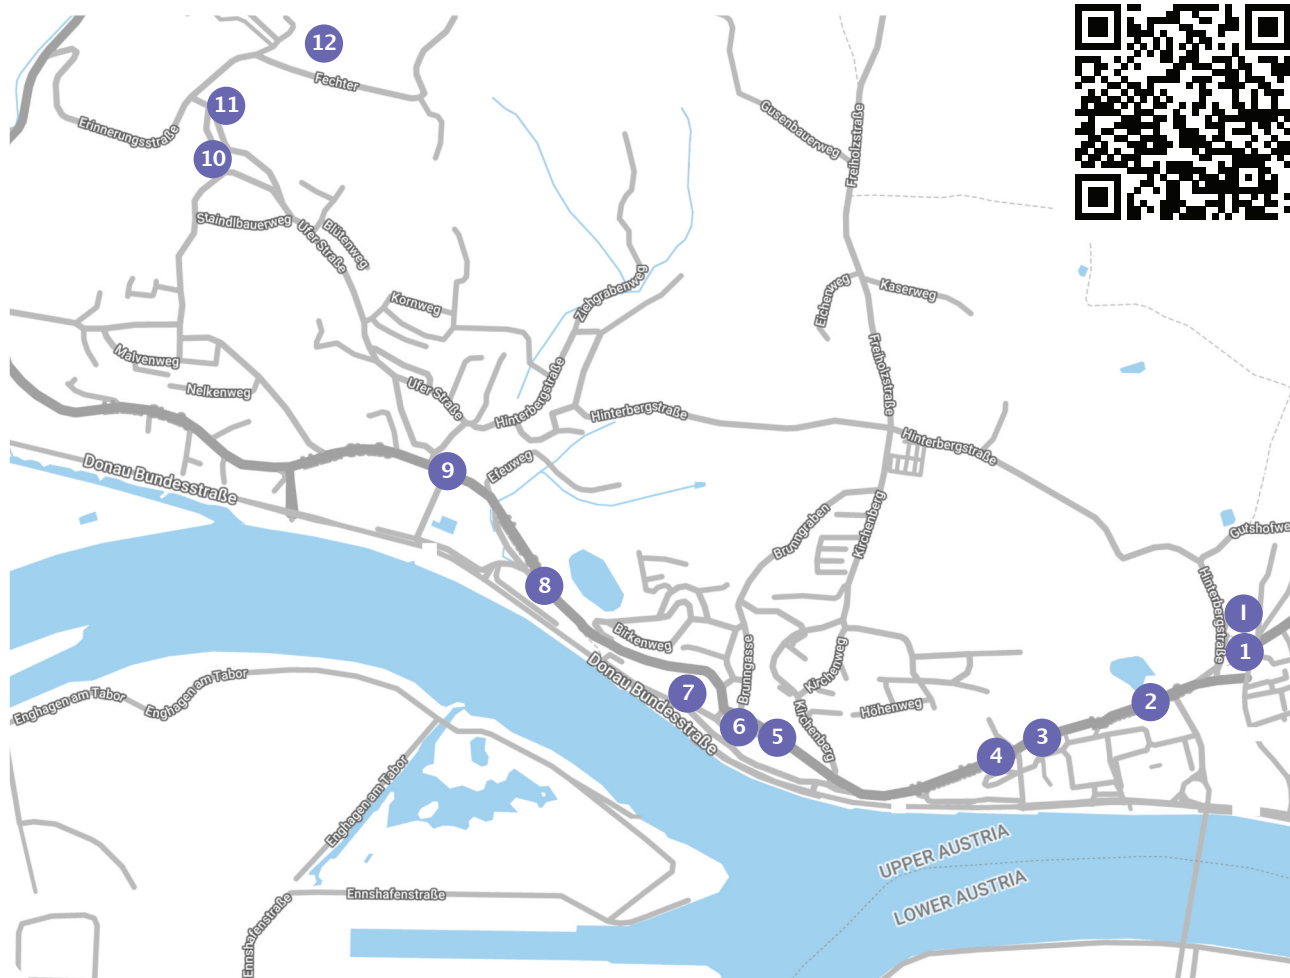 12
Fechter
11
Erinnerungsstraße
10
Gusenbauerweg
Freiholzstraße
Staindlbauerweg
Ufer Straße
Blütenweg
Ziehgrabenweg
Kornweg
Eichenweg
Kaserweg
Malvenweg
Nelkenweg
Ufer Straße
Hinterbergstraße
Hinterbergstraße
Freiholzstraße
Hinterbergstraße
Donau Bundesstraße
9
Efeuweg
Brunngraben
Kirchenberg
Gutshofwe
Hinterbergstraße
8
I
1
Birkenweg
Donau Bundesstraße
Brunngasse
Kirchenweg
7
6
5
Kirchenberg
Höhenweg
2
3
4
Enghagen am Tabor
Enghagen am Tabor
Enghagen am Tabor
UPPER AUSTRIA
LOWER AUSTRIA
Ennshafenstraße
Ennshafenstraße